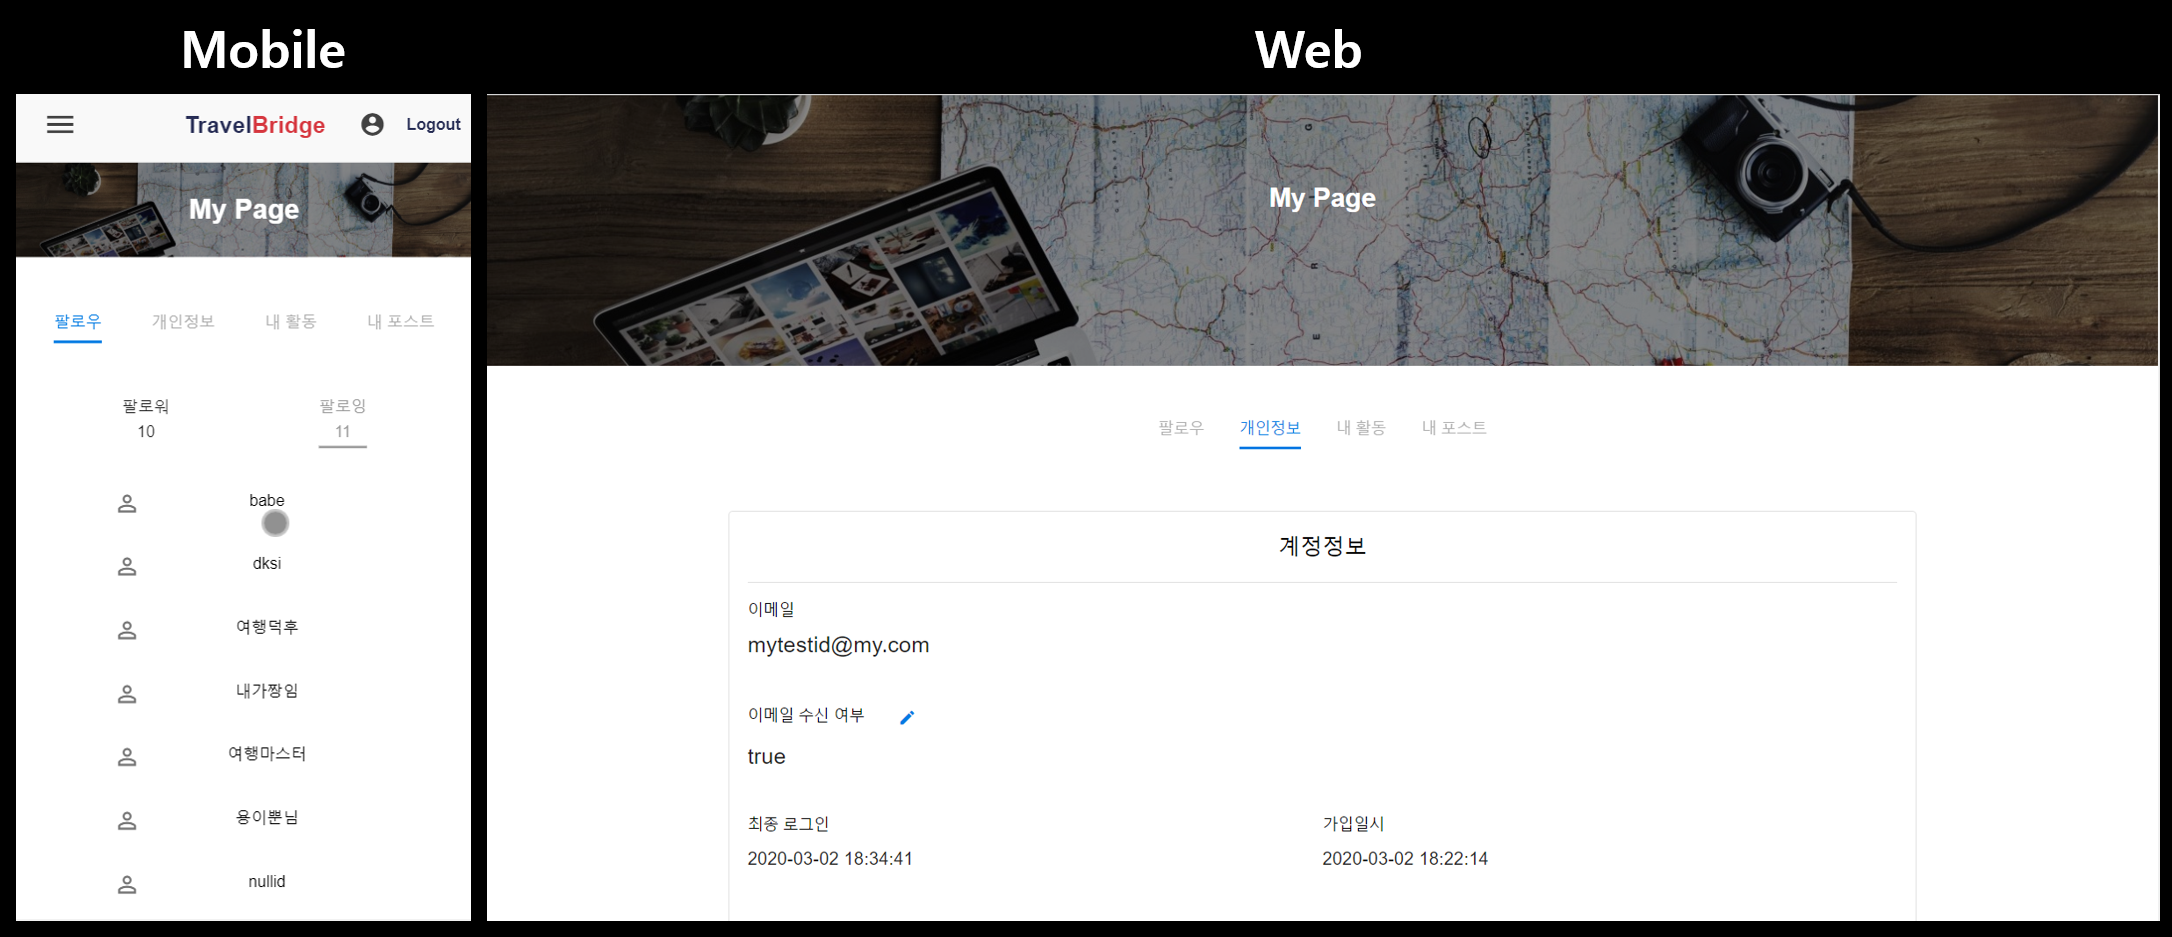 Mobile
TravelBridge
Logout
My Page
팔로우 개인정보 내 활동 내 포스트
팔로워 팔로잉
10 11
babe
dksi
여행덕후
내가짱임
여행마스터
용이뿐님
nullid
Web
My Page
팔로우 개인정보 내 활동 내 포스트
계정정보
이메일
mytestid@my.com
이메일 수신 여부
true
최종 로그인 가입일시
2020-03-02 18:34:41 2020-03-02 18:22:14